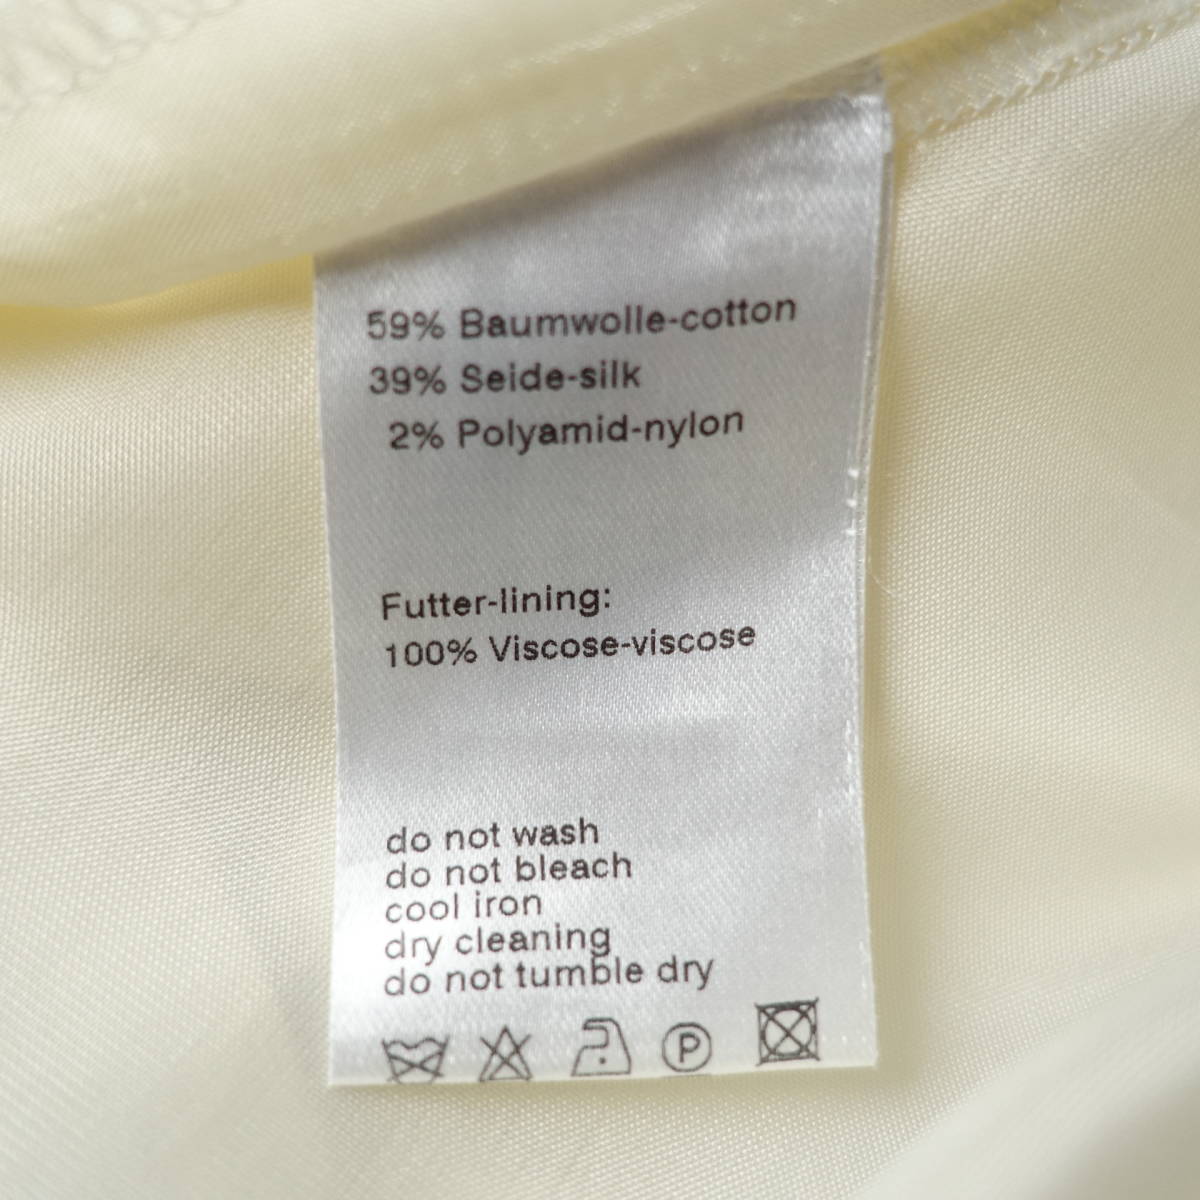 59% Baumwolle-cotton
39% Seide-silk
2% Polyamid-nylon
Futter-lining:
100% Viscose-viscose
do not wash
do not bleach
cool iron
dry cleaning
do not tumble dry
P